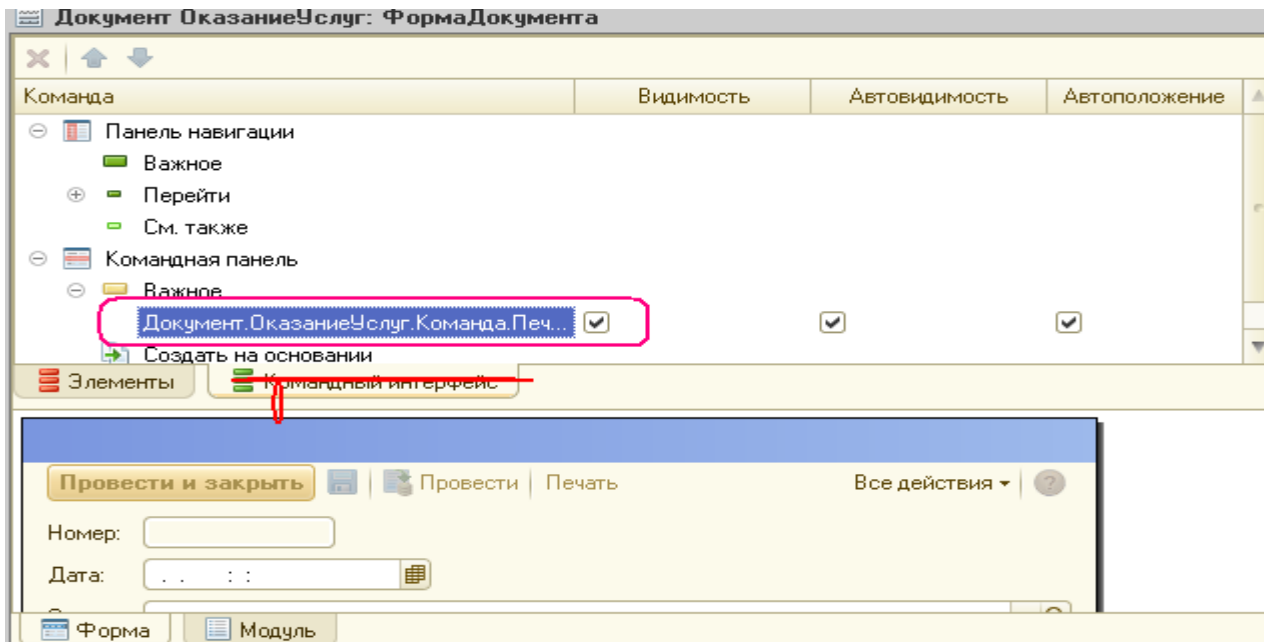 Документ ОказаниеУслуг: ФормаДокумента
Команда Видимость Автовидимость Автоположение
Панель навигации
Важное
Перейти
См. также
Командная панель
Важное
Документ.ОказаниеУслуг.Команда.Печ...
Создать на основании
Элементы Командный интерфейс
Провести и закрыть Провести Печать Все действия
Номер:
Дата: . . : :
Форма Модуль